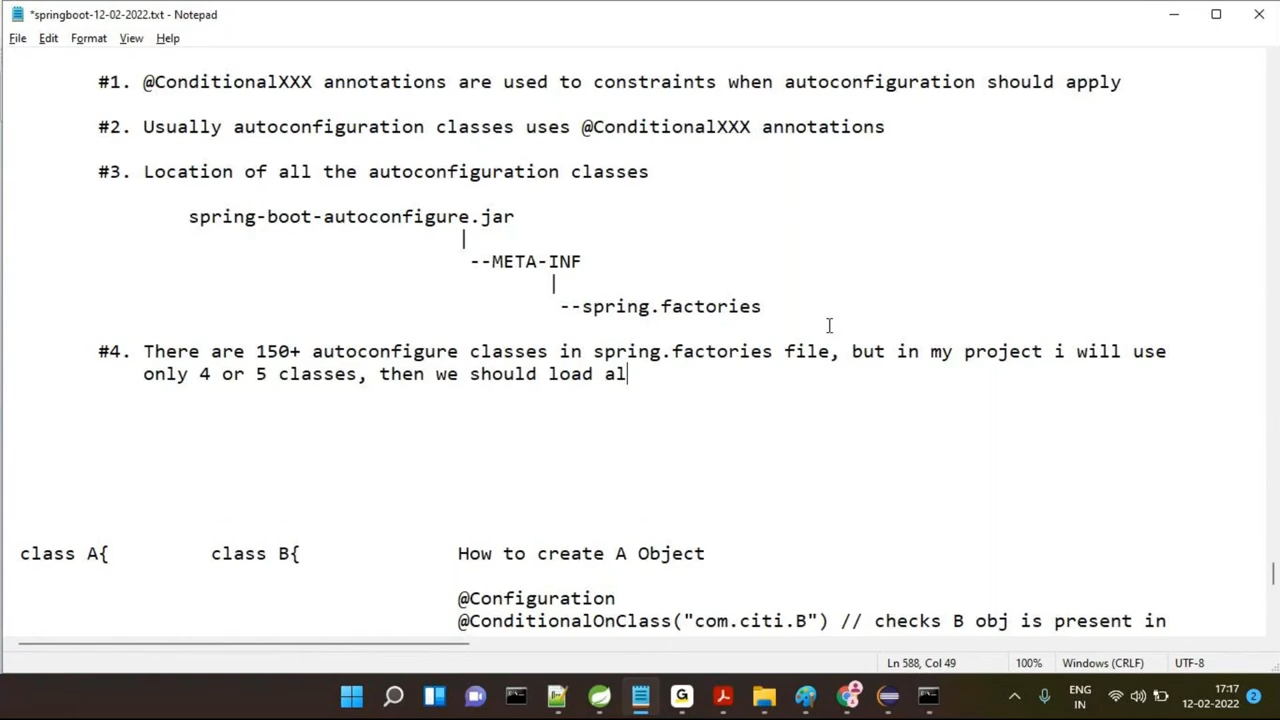 *springboot-12-02-2022.txt - Notepad
File Edit Format View Help
#1. @ConditionalXXX annotations are used to constraints when autoconfiguration should apply
#2. Usually autoconfiguration classes uses @ConditionalXXX annotations
#3. Location of all the autoconfiguration classes
spring-boot-autoconfigure.jar
|
--META-INF
|
--spring.factories
#4. There are 150+ autoconfigure classes in spring.factories file, but in my project i will use
only 4 or 5 classes, then we should load al
class A{ class B{ How to create A Object
@Configuration
@ConditionalOnClass("com.citi.B") // checks B obj is present in
Ln 588, Col 49 100% Windows (CRLF) UTF-8
ENG 17:17
IN 12-02-2022 2